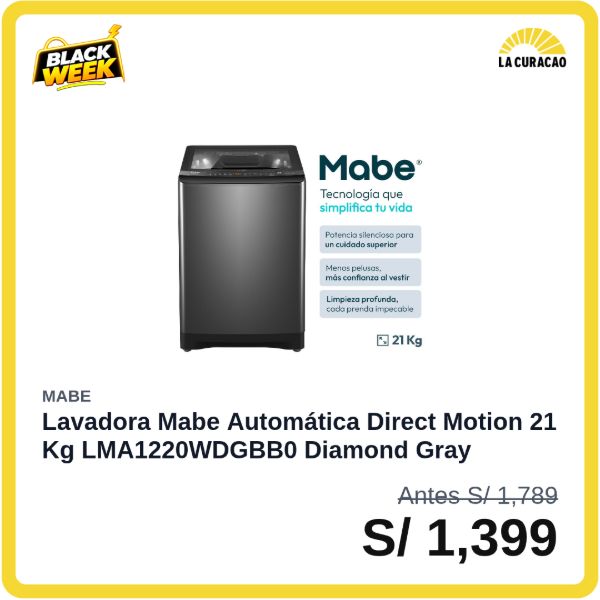 BLACK
WEEK
LA CURACAO
Mabe®
Tecnología que
simplifica tu vida
Potencia silenciosa para
un cuidado superior
Menos pelusas,
más confianza al vestir
Limpieza profunda,
cada prenda impecable
21 Kg
MABE
Lavadora Mabe Automática Direct Motion 21
Kg LMA1220WDGBB0 Diamond Gray
Antes S/ 1,789
S/ 1,399